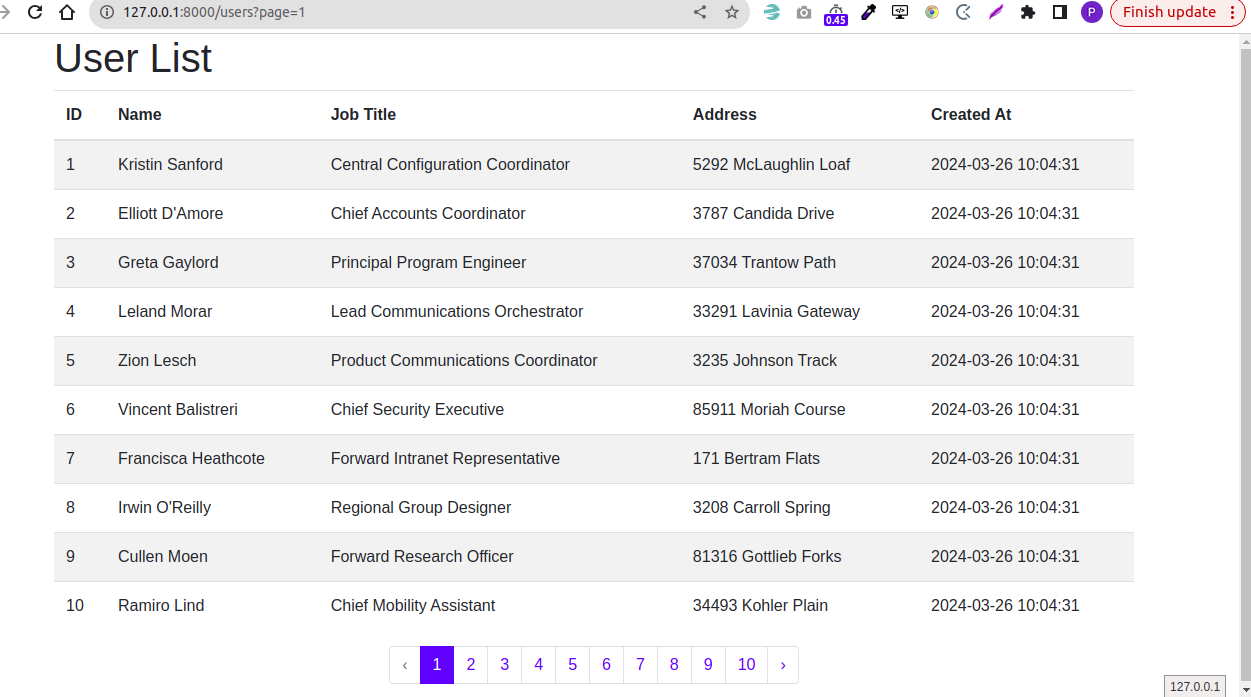 127.0.0.1:8000/users?page=1 0.45 P Finish update
User List
ID Name Job Title Address Created At
1 Kristin Sanford Central Configuration Coordinator 5292 McLaughlin Loaf 2024-03-26 10:04:31
2 Elliott D'Amore Chief Accounts Coordinator 3787 Candida Drive 2024-03-26 10:04:31
3 Greta Gaylord Principal Program Engineer 37034 Trantow Path 2024-03-26 10:04:31
4 Leland Morar Lead Communications Orchestrator 33291 Lavinia Gateway 2024-03-26 10:04:31
5 Zion Lesch Product Communications Coordinator 3235 Johnson Track 2024-03-26 10:04:31
6 Vincent Balistreri Chief Security Executive 85911 Moriah Course 2024-03-26 10:04:31
7 Francisca Heathcote Forward Intranet Representative 171 Bertram Flats 2024-03-26 10:04:31
8 Irwin O'Reilly Regional Group Designer 3208 Carroll Spring 2024-03-26 10:04:31
9 Cullen Moen Forward Research Officer 81316 Gottlieb Forks 2024-03-26 10:04:31
10 Ramiro Lind Chief Mobility Assistant 34493 Kohler Plain 2024-03-26 10:04:31
‹ 1 2 3 4 5 6 7 8 9 10 ›
127.0.0.1